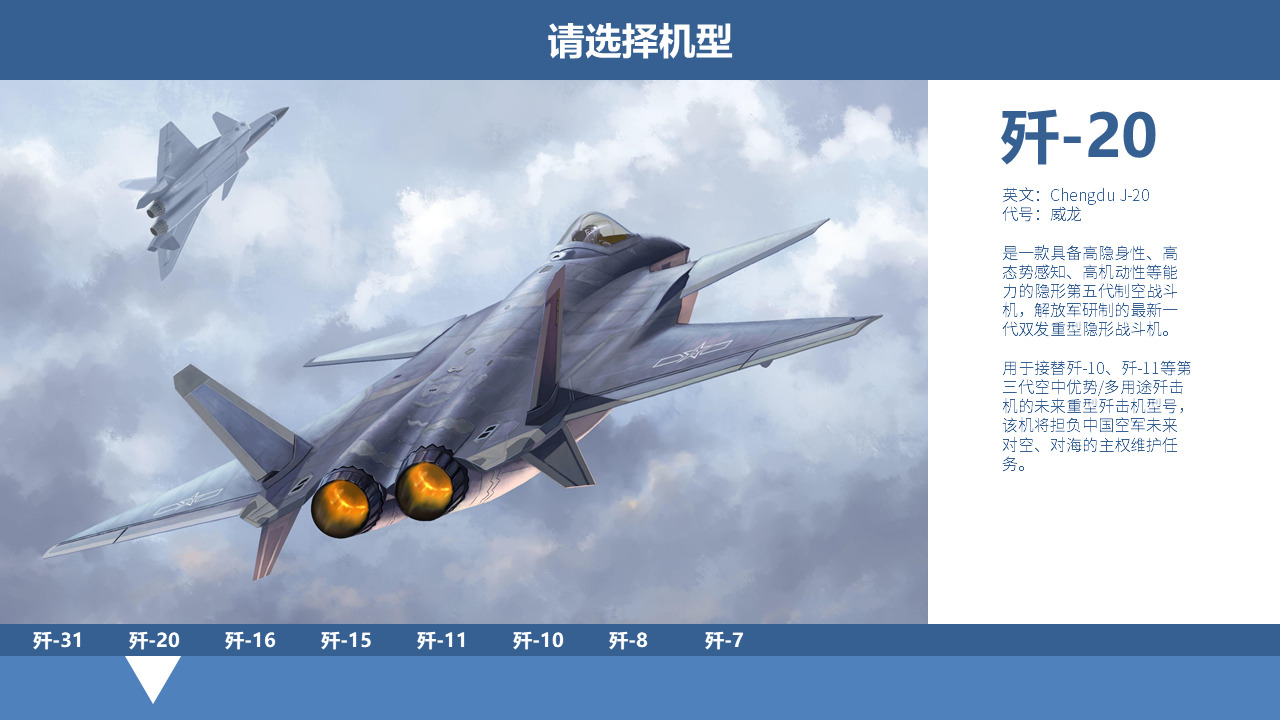 请选择机型
歼-20
英文：Chengdu J-20
代号：威龙
是一款具备高隐身性、高
态势感知、高机动性等能
力的隐形第五代制空战斗
机，解放军研制的最新一
代双发重型隐形战斗机。
用于接替歼-10、歼-11等第
三代空中优势/多用途歼击
机的未来重型歼击机型号，
该机将担负中国空军未来
对空、对海的主权维护任
务。
歼-31 歼-20 歼-16 歼-15 歼-11 歼-10 歼-8 歼-7